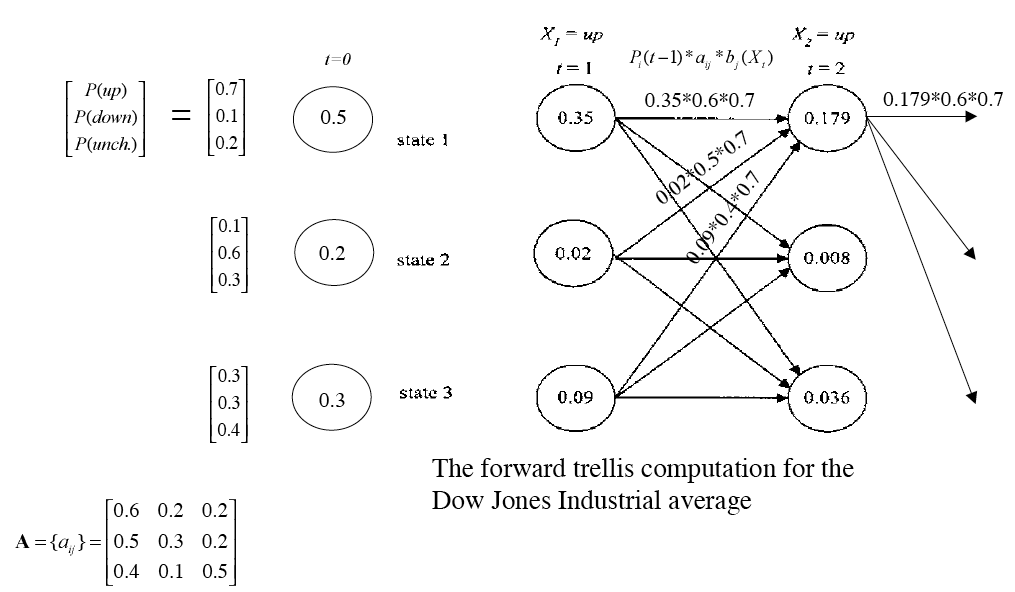 X₁ = up
X₂ = up
t=0
t = 1
Pᵢ(t−1)*aᵢⱼ*bⱼ(Xₜ)
t = 2
P(up)
P(down)
P(unch.)
=
0.7
0.1
0.2
0.5
state 1
0.35
0.35*0.6*0.7
0.179
0.179*0.6*0.7
0.02*0.5*0.7
0.09*0.4*0.7
0.1
0.6
0.3
0.2
state 2
0.02
0.008
0.3
0.3
0.4
0.3
state 3
0.09
0.036
The forward trellis computation for the
Dow Jones Industrial average
A = {aᵢⱼ} =
0.6 0.2 0.2
0.5 0.3 0.2
0.4 0.1 0.5